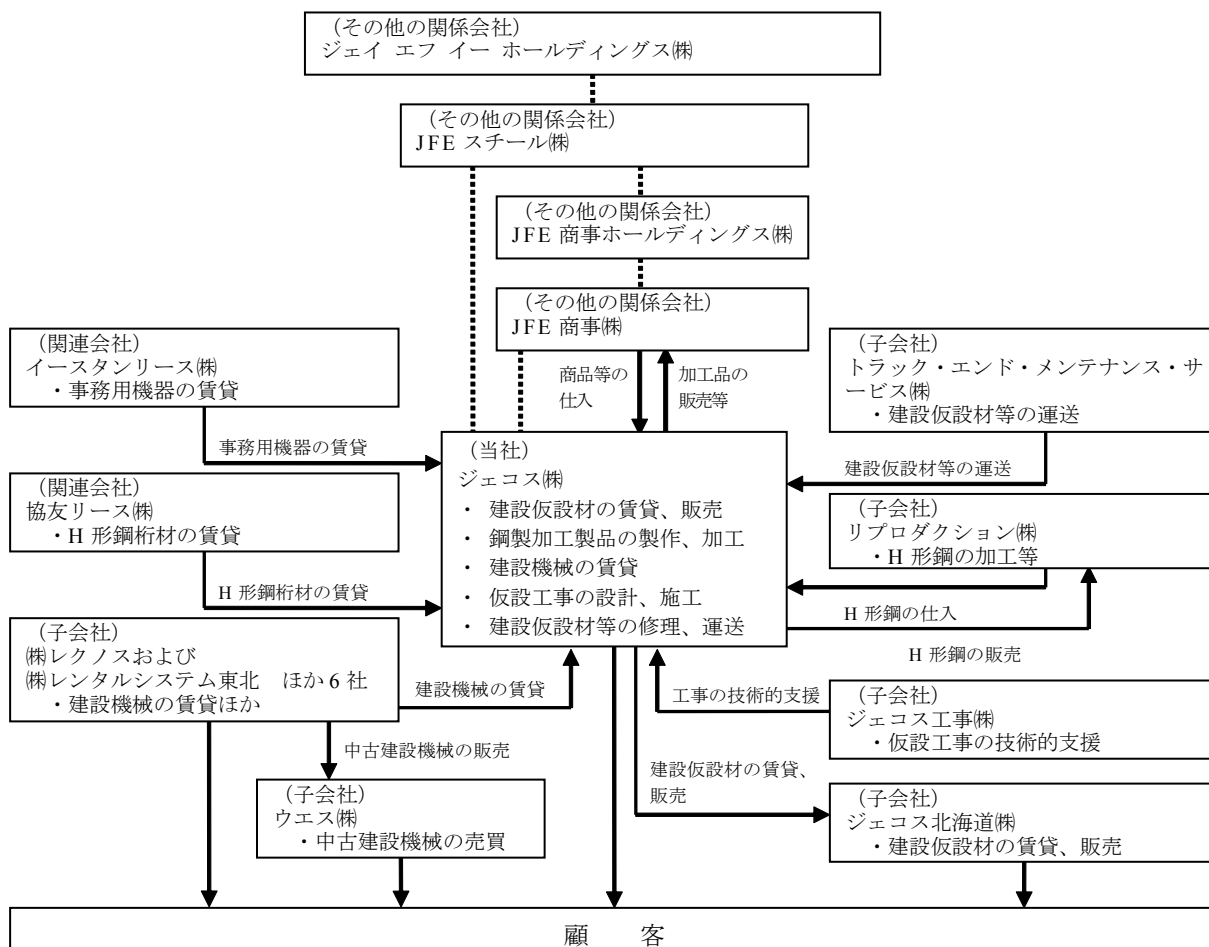 (その他の関係会社)
ジェイ エフ イー ホールディングス㈱
(その他の関係会社)
JFE スチール㈱
(その他の関係会社)
JFE 商事ホールディングス㈱
(その他の関係会社)
JFE 商事㈱
(関連会社)
イースタンリース㈱
・事務用機器の賃貸
商品等の
仕入
加工品の
販売等
(子会社)
トラック・エンド・メンテナンス・サ
ービス㈱
・建設仮設材等の運送
事務用機器の賃貸
建設仮設材等の運送
(当社)
ジェコス㈱
・ 建設仮設材の賃貸、販売
・ 鋼製加工製品の製作、加工
・ 建設機械の賃貸
・ 仮設工事の設計、施工
・ 建設仮設材等の修理、運送
(関連会社)
協友リース㈱
・H 形鋼桁材の賃貸
H 形鋼桁材の賃貸
(子会社)
リプロダクション㈱
・H 形鋼の加工等
H 形鋼の仕入
H 形鋼の販売
(子会社)
㈱レクノスおよび
㈱レンタルシステム東北 ほか 6 社
・建設機械の賃貸ほか
建設機械の賃貸
工事の技術的支援
(子会社)
ジェコス工事㈱
・仮設工事の技術的支援
中古建設機械の販売
建設仮設材の賃貸、
販売
(子会社)
ウエス㈱
・中古建設機械の売買
(子会社)
ジェコス北海道㈱
・建設仮設材の賃貸、販売
顧 客